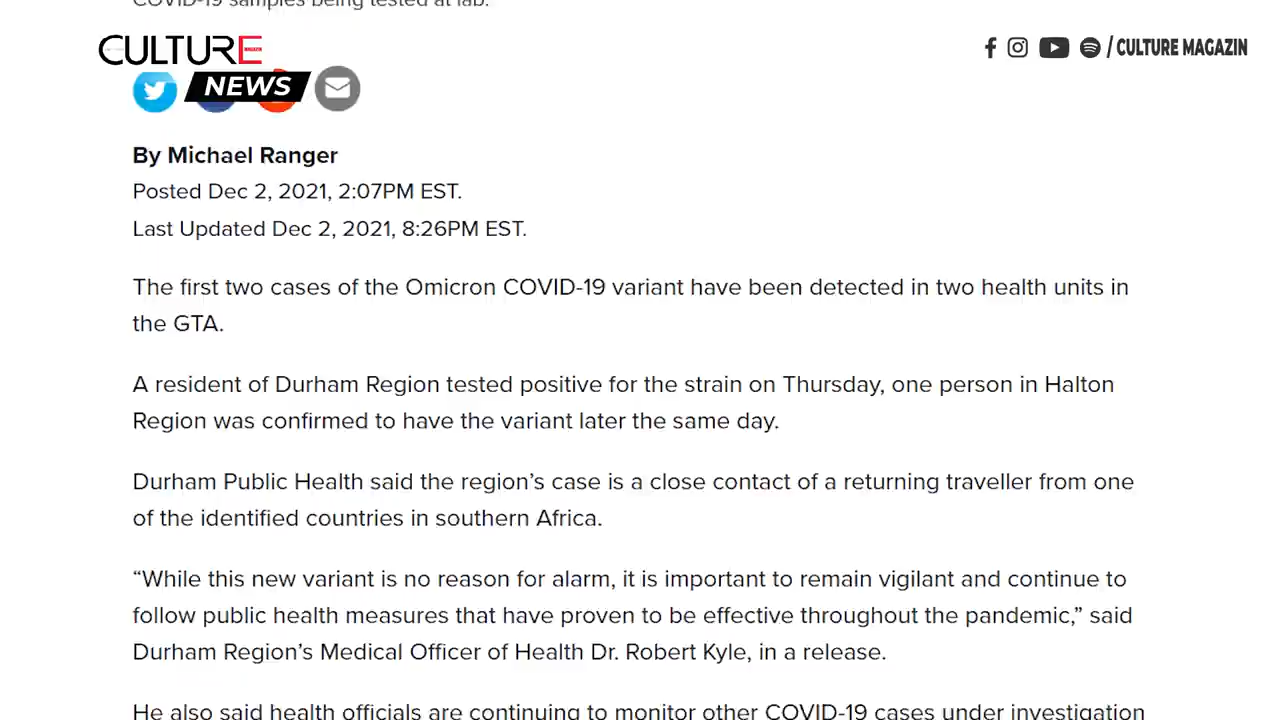 COVID-19 samples being tested at lab.
CULTURE
NEWS
/ CULTURE MAGAZIN
By Michael Ranger
Posted Dec 2, 2021, 2:07PM EST.
Last Updated Dec 2, 2021, 8:26PM EST.
The first two cases of the Omicron COVID-19 variant have been detected in two health units in
the GTA.
A resident of Durham Region tested positive for the strain on Thursday, one person in Halton
Region was confirmed to have the variant later the same day.
Durham Public Health said the region’s case is a close contact of a returning traveller from one
of the identified countries in southern Africa.
“While this new variant is no reason for alarm, it is important to remain vigilant and continue to
follow public health measures that have proven to be effective throughout the pandemic,” said
Durham Region’s Medical Officer of Health Dr. Robert Kyle, in a release.
He also said health officials are continuing to monitor other COVID-19 cases under investigation